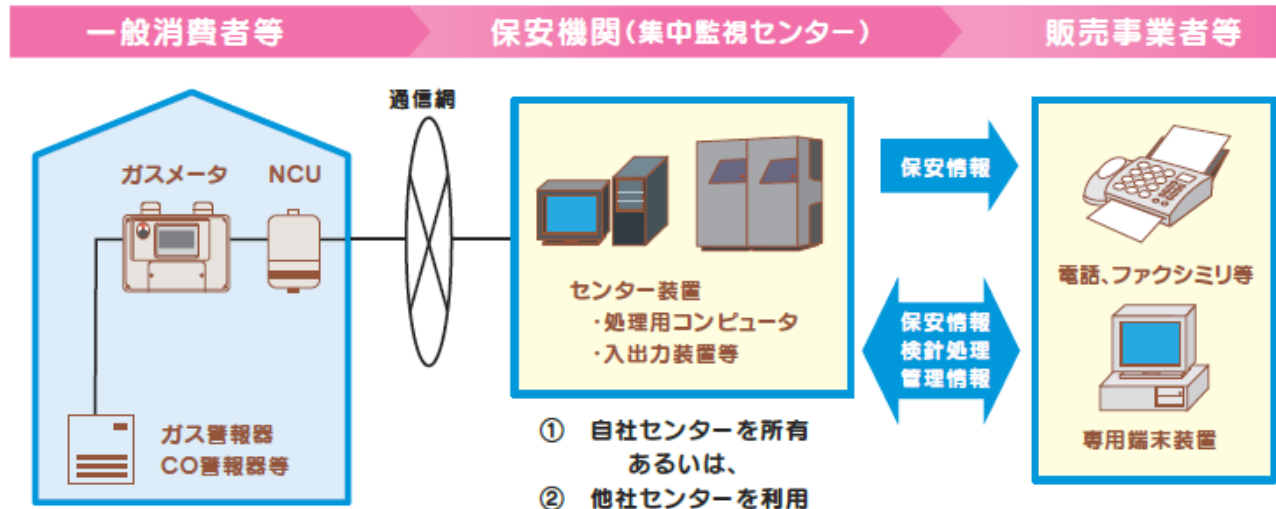 一般消費者等
保安機関（集中監視センター）
販売事業者等
通信網
ガスメータ
NCU
ガス警報器
CO警報器等
センター装置
・処理用コンピュータ
・入出力装置等
① 自社センターを所有
あるいは、
② 他社センターを利用
保安情報
保安情報
検針処理
管理情報
電話、ファクシミリ等
専用端末装置